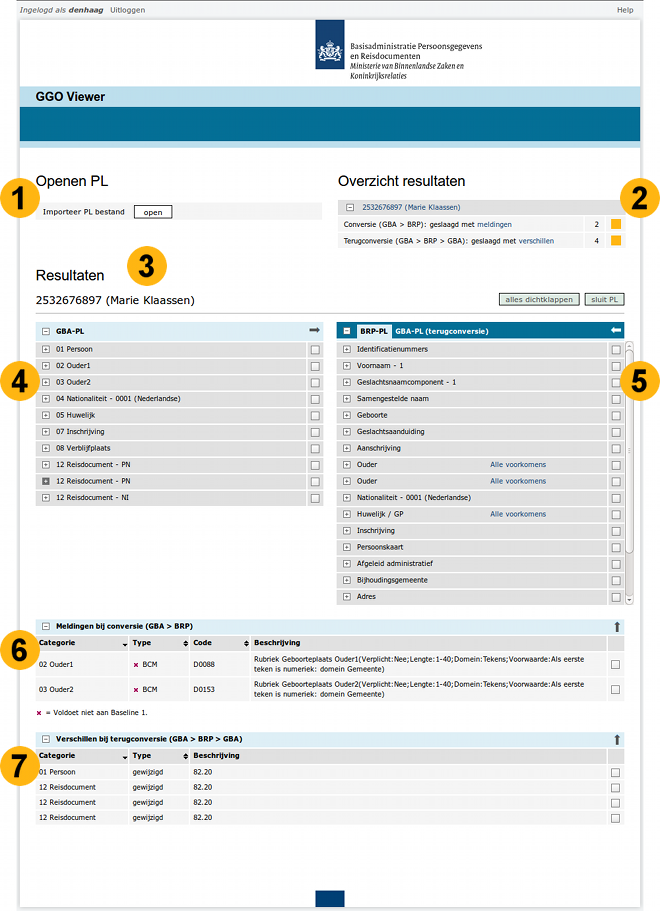 Ingelogd als denhaag Uitloggen Help
Basisadministratie Persoonsgegevens
en Reisdocumenten
Ministerie van Binnenlandse Zaken en
Koninkrijksrelaties
GGO Viewer
Openen PL
1
Importeer PL bestand open
Overzicht resultaten
2
2532676897 (Marie Klaassen)
Conversie (GBA > BRP): geslaagd met meldingen 2
Terugconversie (GBA > BRP > GBA): geslaagd met verschillen 4
Resultaten
3
2532676897 (Marie Klaassen) alles dichtklappen sluit PL
GBA-PL
4
01 Persoon
02 Ouder1
03 Ouder2
04 Nationaliteit - 0001 (Nederlandse)
05 Huwelijk
07 Inschrijving
08 Verblijfplaats
12 Reisdocument - PN
12 Reisdocument - PN
12 Reisdocument - NI
BRP-PL GBA-PL (terugconversie)
5
Identificatienummers
Voornaam - 1
Geslachtsnaamcomponent - 1
Samengestelde naam
Geboorte
Geslachtsaanduiding
Aanschrijving
Ouder Alle voorkomens
Ouder Alle voorkomens
Nationaliteit - 0001 (Nederlandse)
Huwelijk / GP Alle voorkomens
Inschrijving
Persoonskaart
Afgeleid administratief
Bijhoudingsgemeente
Adres
6
Meldingen bij conversie (GBA > BRP)
Categorie Type Code Beschrijving
02 Ouder1 × BCM D0088 Rubriek Geboorteplaats Ouder1(Verplicht:Nee;Lengte:1-40;Domein:Tekens;Voorwaarde:Als eerste
teken is numeriek: domein Gemeente)
03 Ouder2 × BCM D0153 Rubriek Geboorteplaats Ouder2(Verplicht:Nee;Lengte:1-40;Domein:Tekens;Voorwaarde:Als eerste
teken is numeriek: domein Gemeente)
× = Voldoet niet aan Baseline 1.
7
Verschillen bij terugconversie (GBA > BRP > GBA)
Categorie Type Beschrijving
01 Persoon gewijzigd 82.20
12 Reisdocument gewijzigd 82.20
12 Reisdocument gewijzigd 82.20
12 Reisdocument gewijzigd 82.20